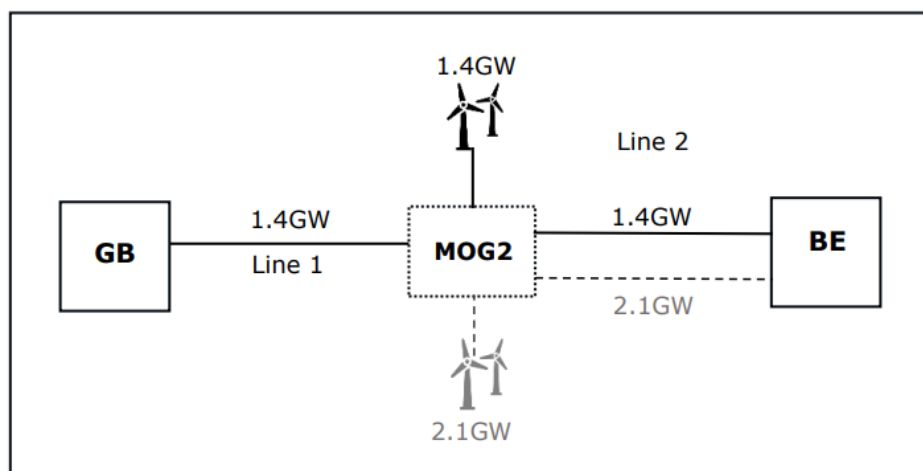 1.4GW
Line 2
1.4GW
1.4GW
GB
MOG2
BE
Line 1
2.1GW
2.1GW